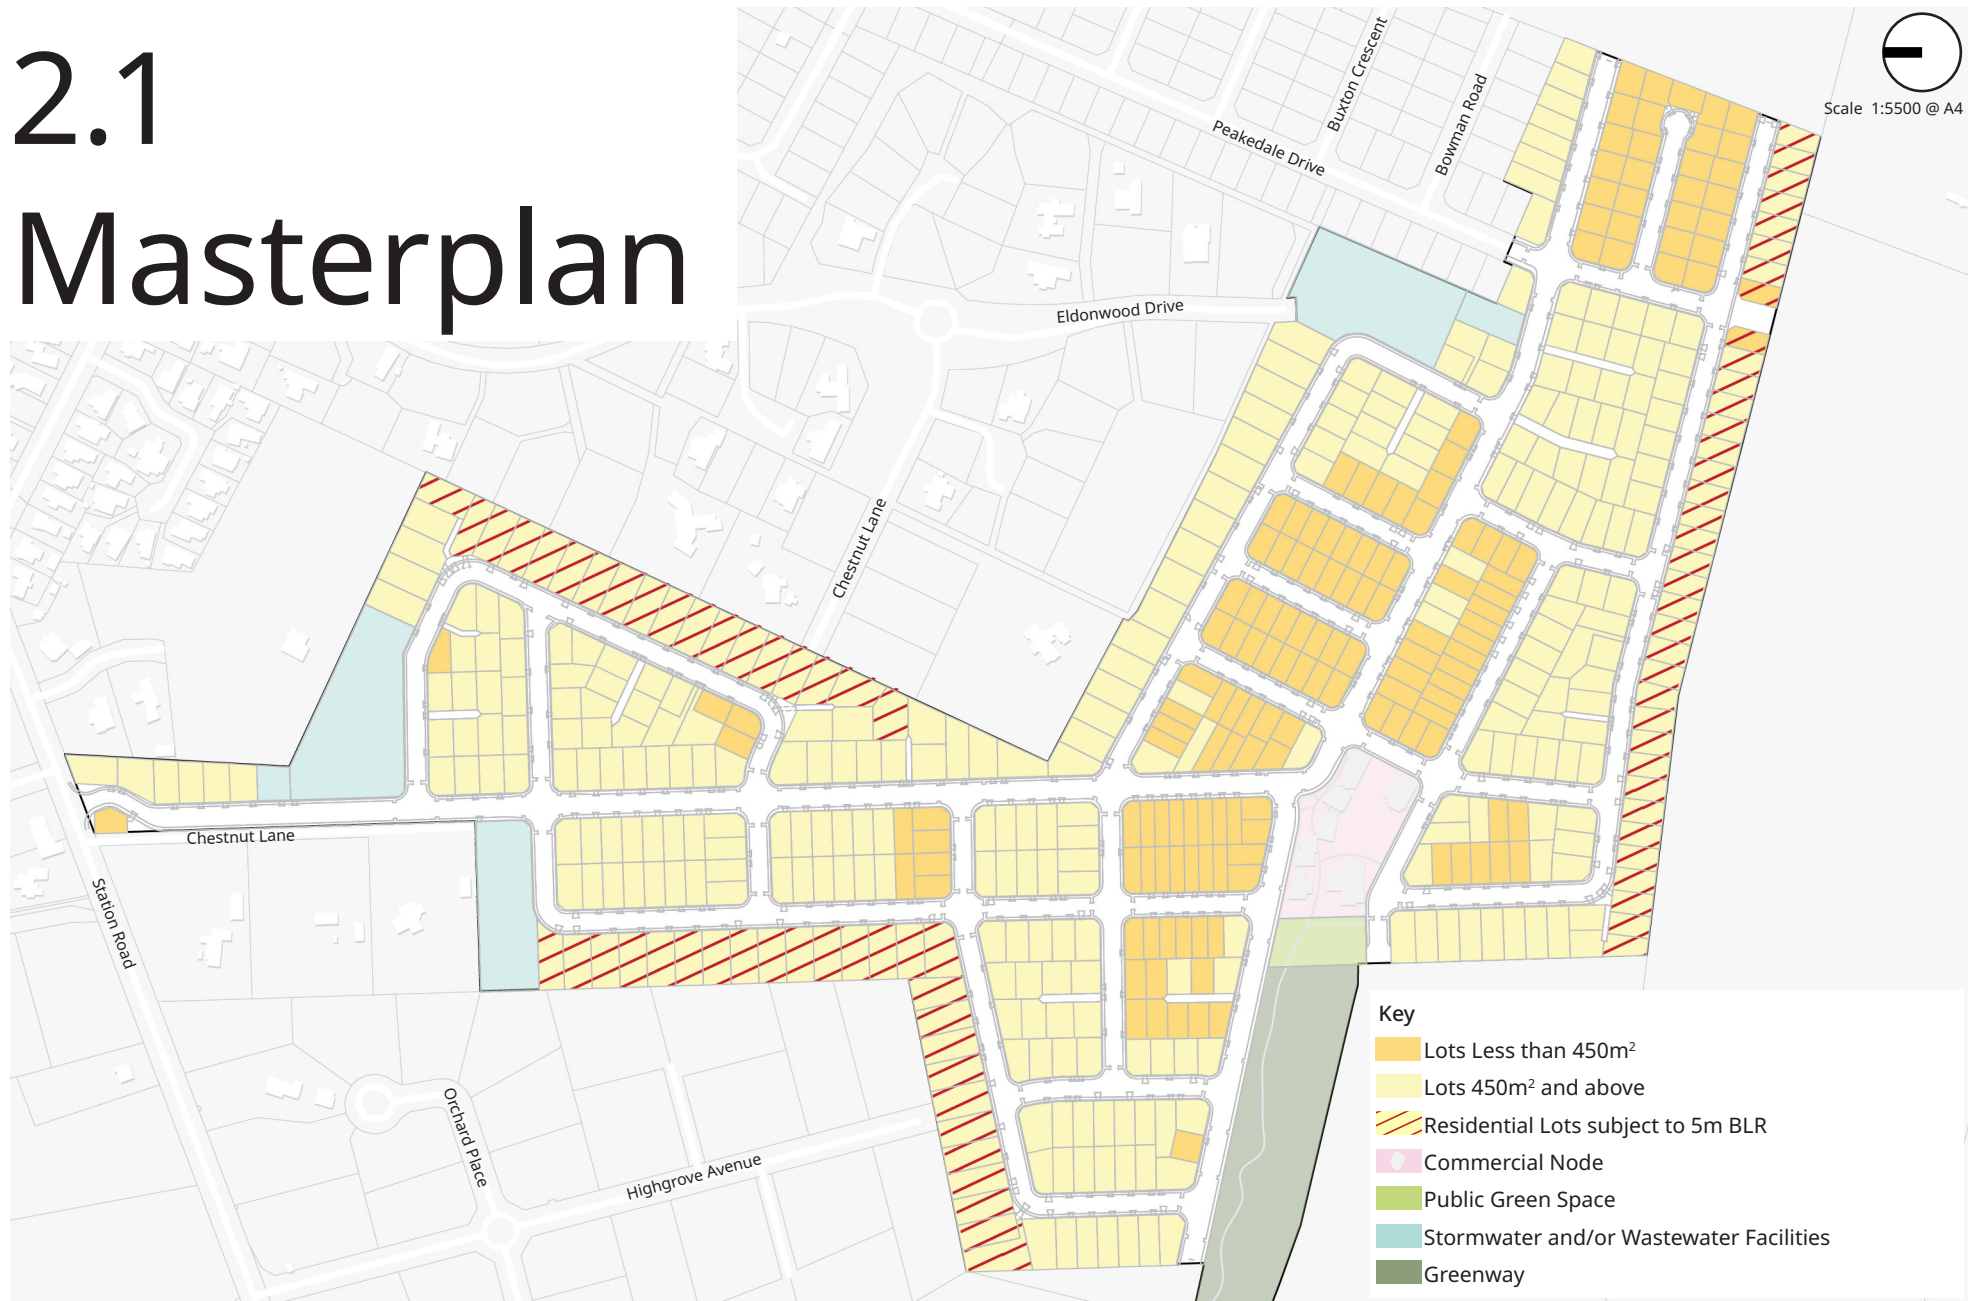 2.1
Masterplan
Scale 1:5500 @ A4
Buxton Crescent
Bowman Road
Peakedale Drive
Eldonwood Drive
Chestnut Lane
Chestnut Lane
Station Road
Orchard Place
Highgrove Avenue
Key
Lots Less than 450m²
Lots 450m² and above
Residential Lots subject to 5m BLR
Commercial Node
Public Green Space
Stormwater and/or Wastewater Facilities
Greenway